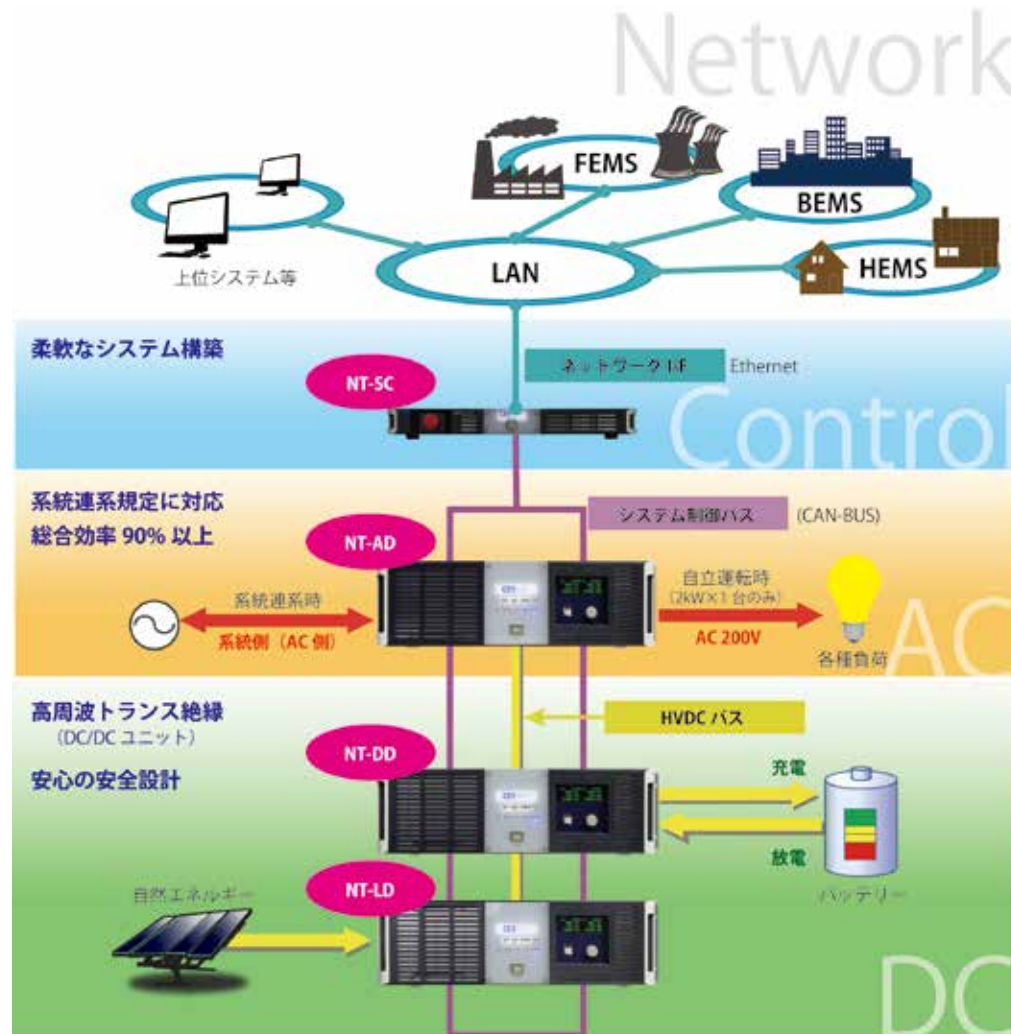 Network
FEMS
BEMS
LAN
HEMS
上位システム等
柔軟なシステム構築
ネットワーク I/F
Ethernet
NT-SC
Control
系統連系規定に対応
総合効率 90% 以上
システム制御バス
(CAN-BUS)
NT-AD
系統連系時
系統側（AC 側）
自立運転時
（2kW×1 台のみ）
AC 200V
各種負荷
AC
高周波トランス絶縁
（DC/DC ユニット）
安心の安全設計
HVDC バス
NT-DD
充電
放電
バッテリー
NT-LD
自然エネルギー
DC